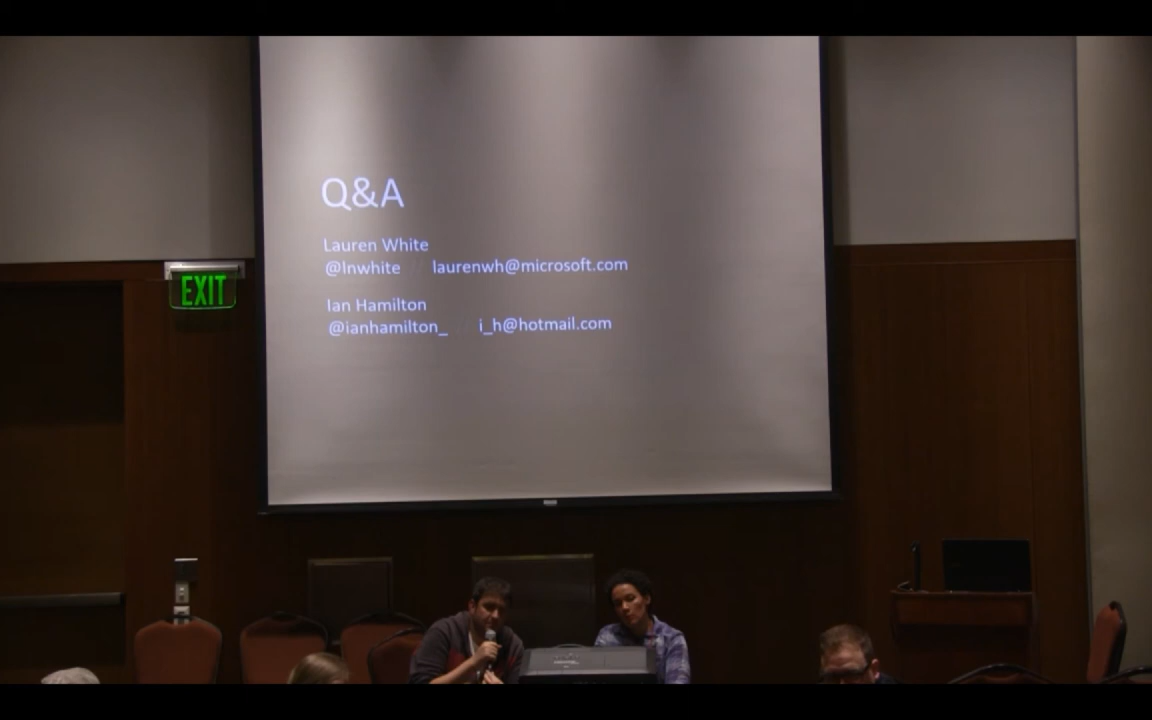 Q&A
Lauren White
@lnwhite // laurenwh@microsoft.com
Ian Hamilton
@ianhamilton_ // i_h@hotmail.com
EXIT